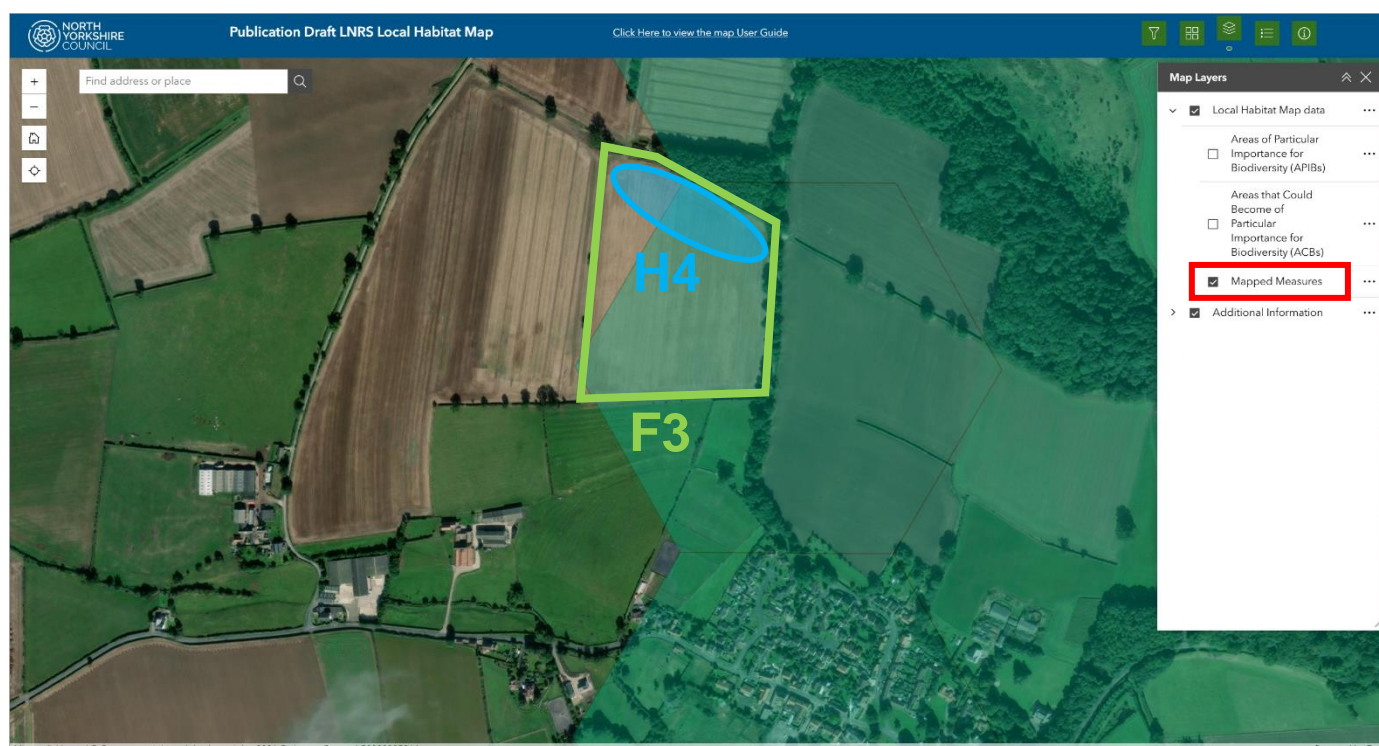 NORTH
YORKSHIRE
COUNCIL
Publication Draft LNRS Local Habitat Map
Click Here to view the map User Guide
Find address or place
Map Layers
Local Habitat Map data
Areas of Particular
Importance for
Biodiversity (APIBs)
Areas that Could
Become of
Particular
Importance for
Biodiversity (ACBs)
Mapped Measures
Additional Information
H4
F3